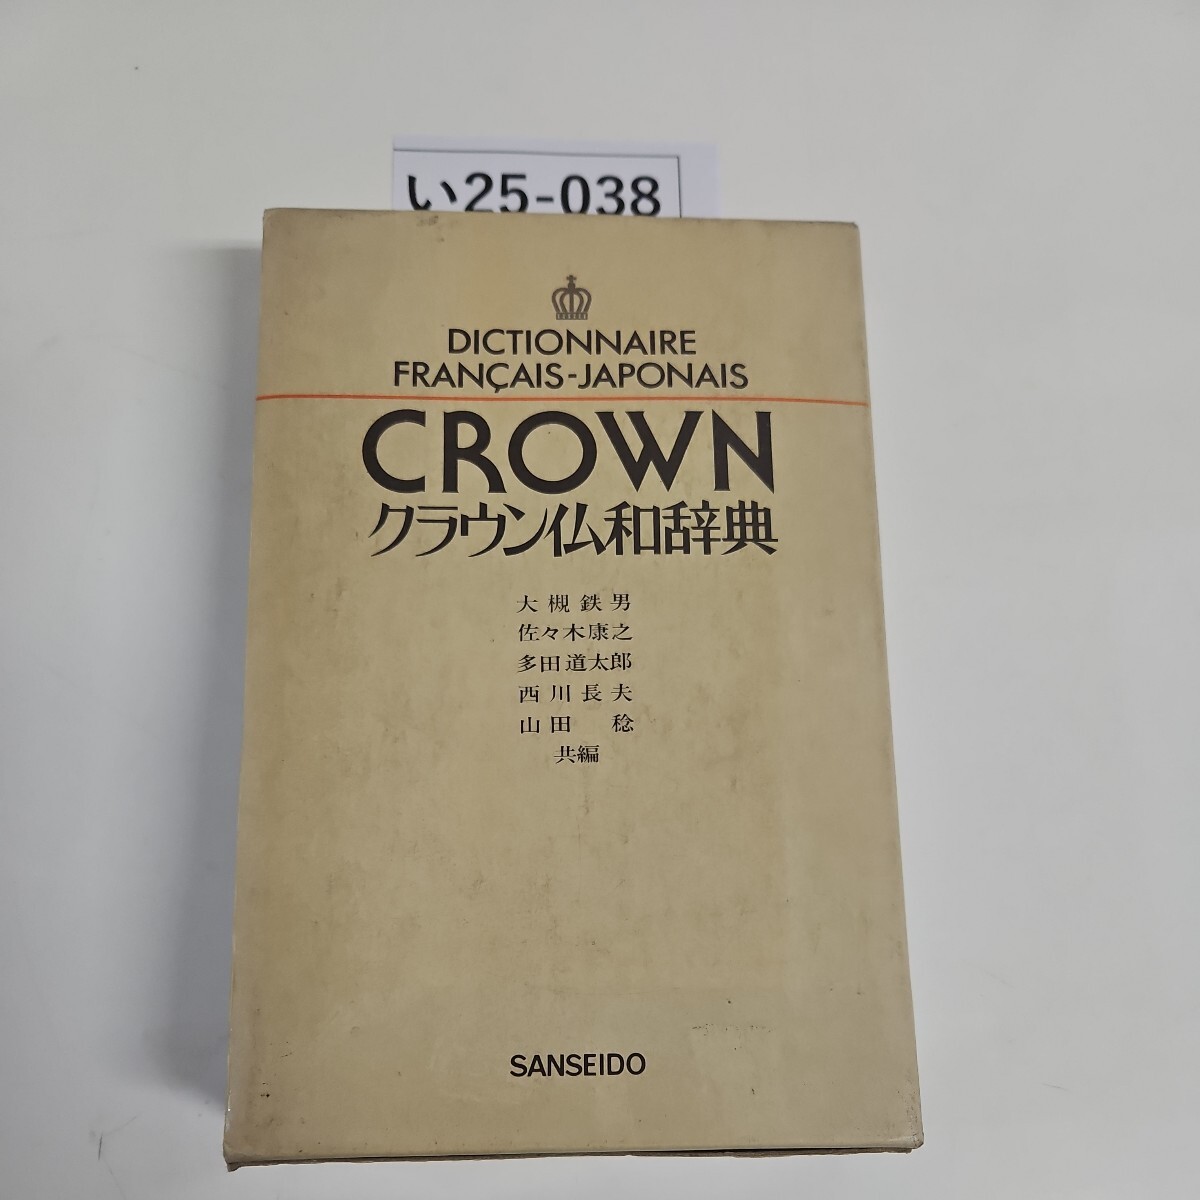 い25-038
DICTIONNAIRE
FRANÇAIS-JAPONAIS
CROWN
クラウン仏和辞典
大槻鉄男
佐々木康之
多田道太郎
西川長夫
山田 稔
共編
SANSEIDO